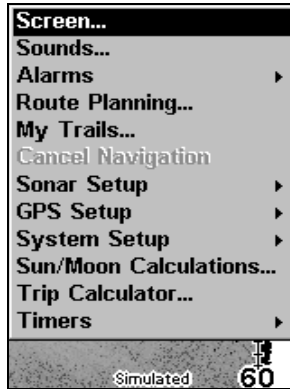 Screen...
Sounds...
Alarms
Route Planning...
My Trails...
Cancel Navigation
Sonar Setup
GPS Setup
System Setup
Sun/Moon Calculations...
Trip Calculator...
Timers
Simulated 60